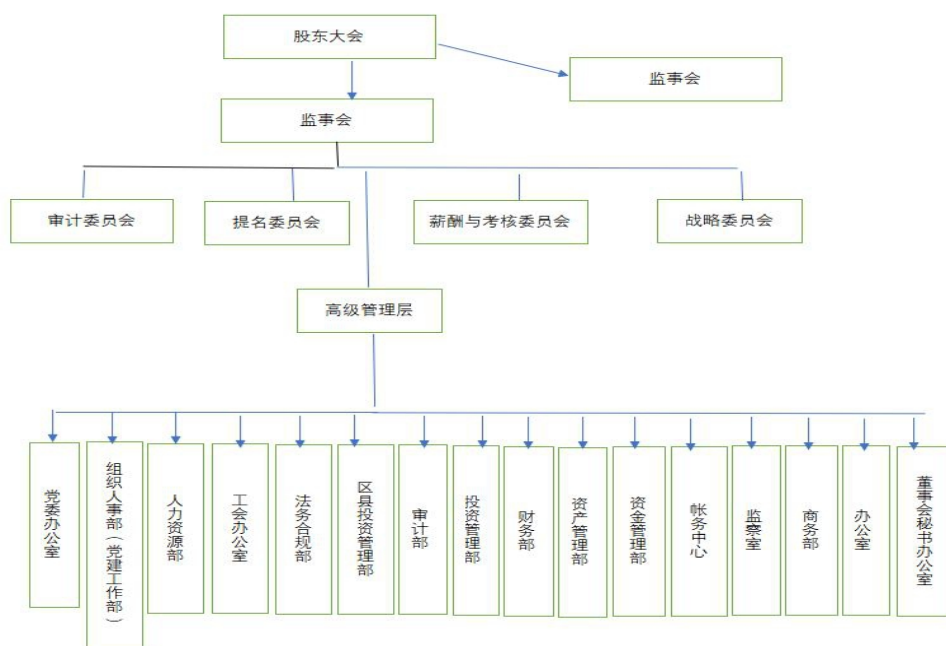 股东大会
监事会
监事会
审计委员会
提名委员会
薪酬与考核委员会
战略委员会
高级管理层
党委办公室
组织人事部（党建工作部）
人力资源部
工会办公室
法务合规部
区县投资管理部
审计部
投资管理部
财务部
资产管理部
资金管理部
帐务中心
监察室
商务部
办公室
董事会秘书办公室